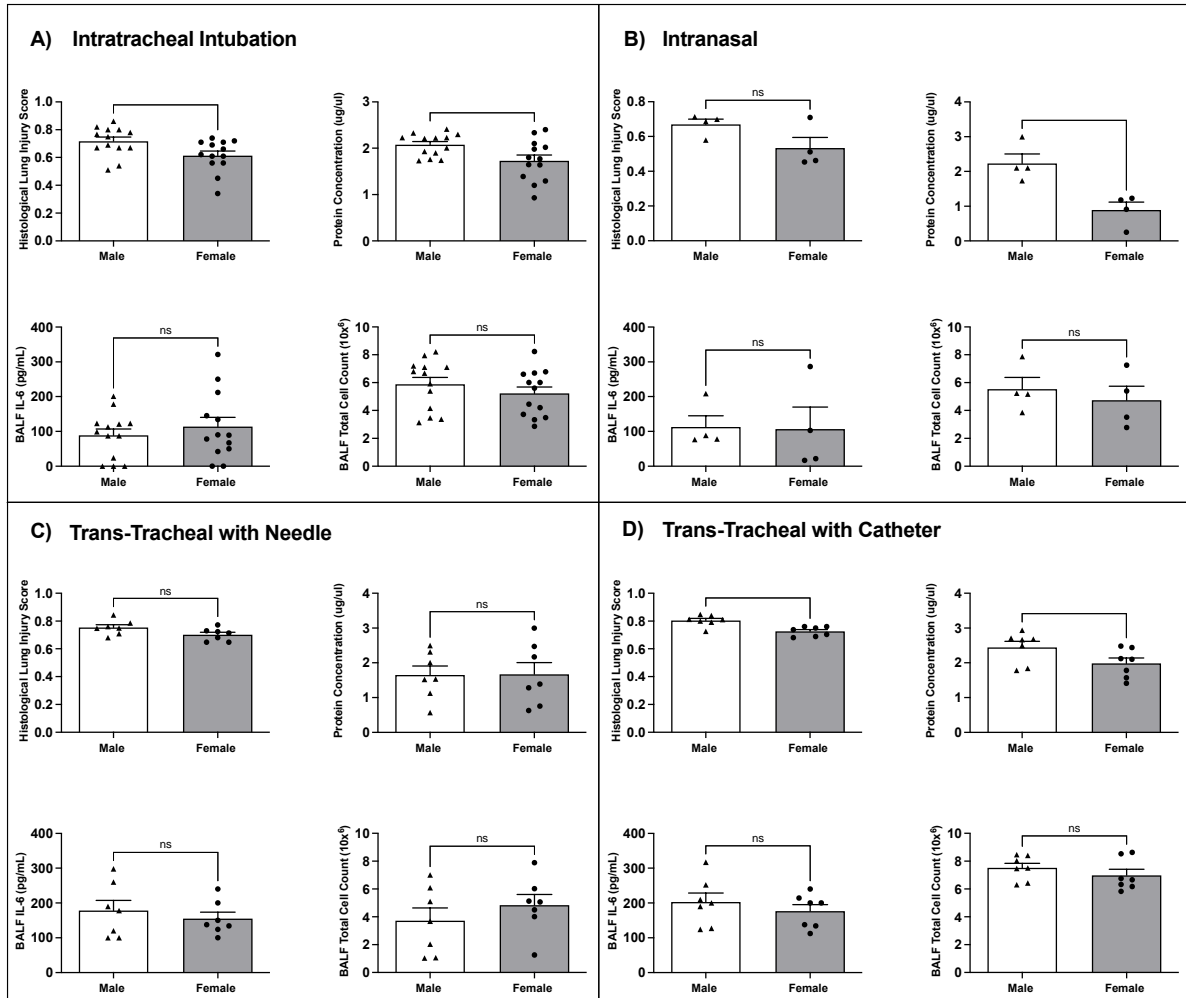 A) Intratracheal Intubation
Histological Lung Injury Score
1.0
0.8
0.6
0.4
0.2
0.0
Male Female
Protein Concentration (ug/ul)
3
2
1
0
Male Female
BALF IL-6 (pg/mL)
400
300
200
100
0
ns
Male Female
BALF Total Cell Count (10x⁶)
10
8
6
4
2
0
ns
Male Female
B) Intranasal
Histological Lung Injury Score
0.8
0.6
0.4
0.2
0.0
ns
Male Female
Protein Concentration (ug/ul)
4
3
2
1
0
Male Female
BALF IL-6 (pg/mL)
400
300
200
100
0
ns
Male Female
BALF Total Cell Count (10x⁶)
10
8
6
4
2
0
ns
Male Female
C) Trans-Tracheal with Needle
Histological Lung Injury Score
1.0
0.8
0.6
0.4
0.2
0.0
ns
Male Female
Protein Concentration (ug/ul)
4
3
2
1
0
ns
Male Female
BALF IL-6 (pg/mL)
400
300
200
100
0
ns
Male Female
BALF Total Cell Count (10x⁶)
10
8
6
4
2
0
ns
Male Female
D) Trans-Tracheal with Catheter
Histological Lung Injury Score
1.0
0.8
0.6
0.4
0.2
0.0
Male Female
Protein Concentration (ug/ul)
4
3
2
1
0
Male Female
BALF IL-6 (pg/mL)
400
300
200
100
0
ns
Male Female
BALF Total Cell Count (10x⁶)
10
8
6
4
2
0
ns
Male Female